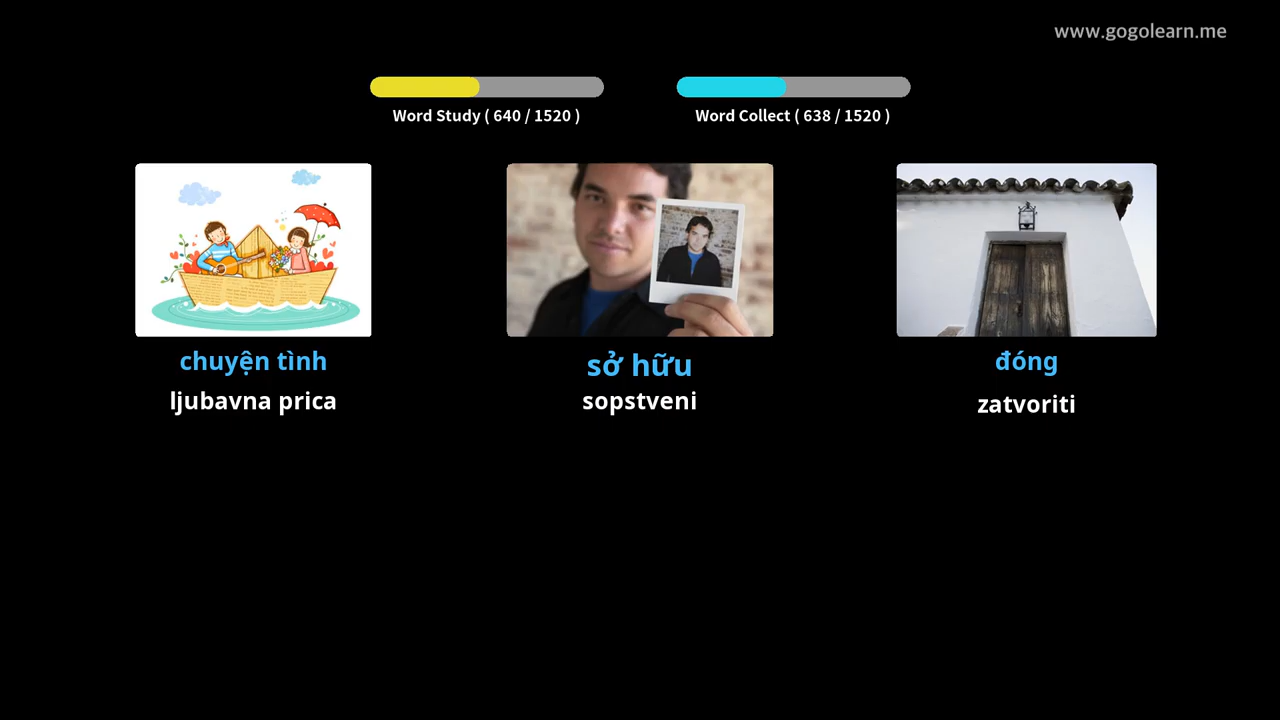 www.gogolearn.me
Word Study ( 640 / 1520 )
Word Collect ( 638 / 1520 )
chuyện tình
ljubavna prica
sở hữu
sopstveni
đóng
zatvoriti